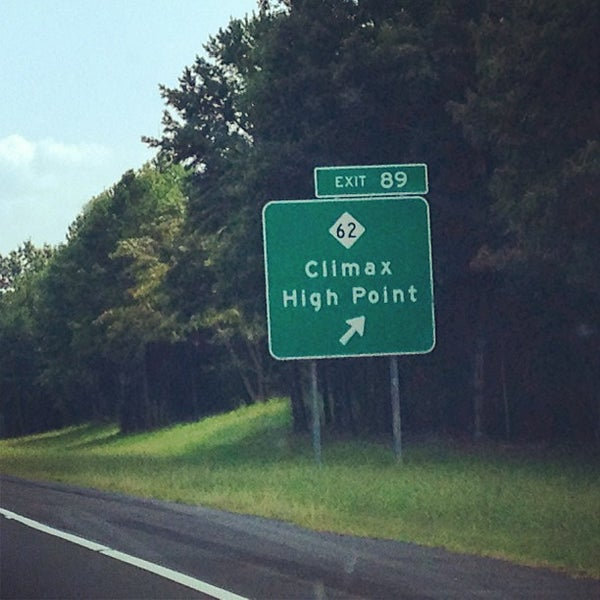 EXIT 89
62
Climax
High Point